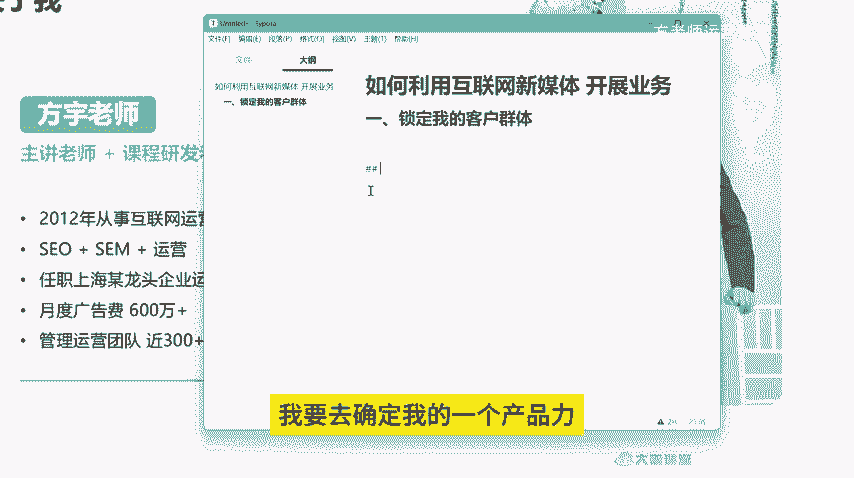 关于我
Untitled• - Typora
方老师运
文件(F) 编辑(E) 段落(P) 格式(O) 视图(V) 主题(T) 帮助(H)
文件 大纲
如何利用互联网新媒体 开展业务
一、锁定我的客户群体
如何利用互联网新媒体 开展业务
一、锁定我的客户群体
##
方宇老师
主讲老师 + 课程研发
2012年从事互联网运营
SEO + SEM + 运营
任职上海某龙头企业运
月度广告费 600万+
管理运营团队 近300+
我要去确定我的一个产品力